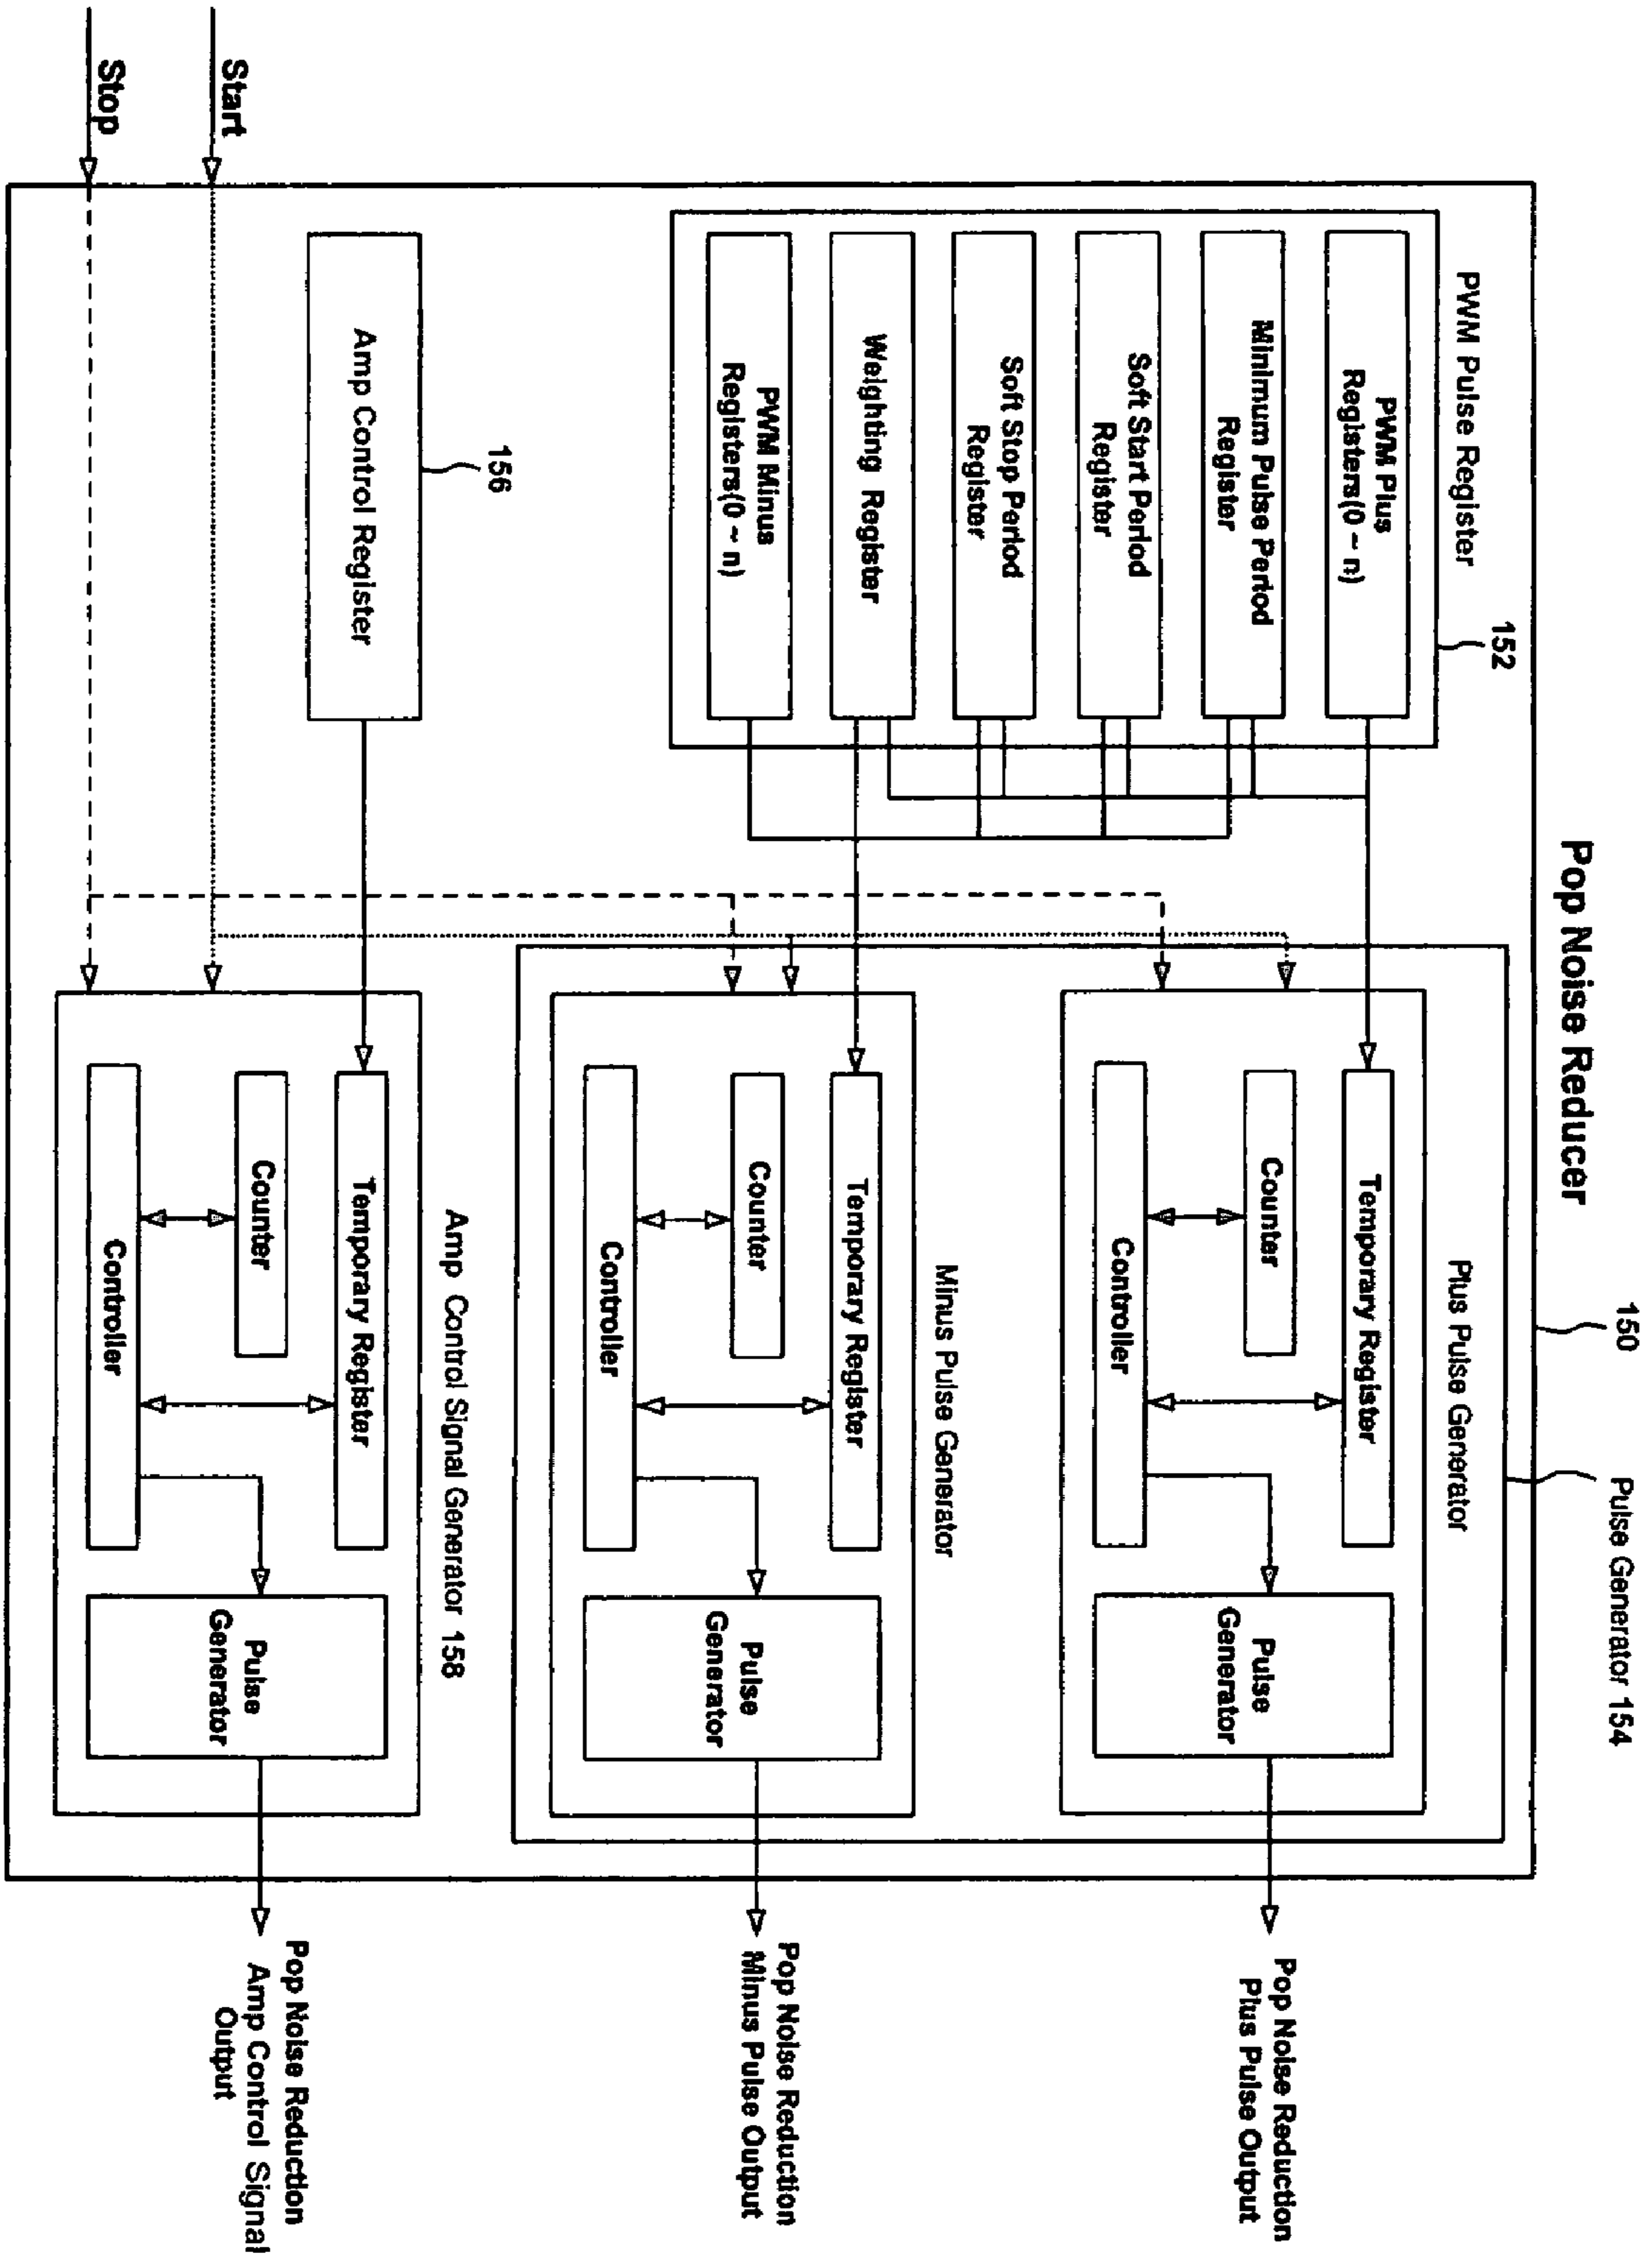 Pop Noise Reducer
150
Pulse Generator 154
152
PWM Pulse Register
PWM Plus
Registers(0 ~ n)
Minimum Pulse Period
Register
Soft Start Period
Register
Soft Stop Period
Register
Weighting Register
PWM Minus
Registers(0 ~ n)
156
Amp Control Register
Start
Stop
Plus Pulse Generator
Temporary Register
Counter
Controller
Pulse
Generator
Pop Noise Reduction
Plus Pulse Output
Minus Pulse Generator
Temporary Register
Counter
Controller
Pulse
Generator
Pop Noise Reduction
Minus Pulse Output
Amp Control Signal Generator 158
Temporary Register
Counter
Controller
Pulse
Generator
Pop Noise Reduction
Amp Control Signal
Output